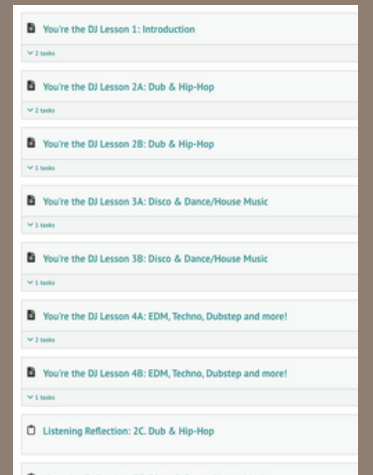 You're the DJ Lesson 1: Introduction
2 tasks
You're the DJ Lesson 2A: Dub & Hip-Hop
2 tasks
You're the DJ Lesson 2B: Dub & Hip-Hop
1 tasks
You're the DJ Lesson 3A: Disco & Dance/House Music
1 tasks
You're the DJ Lesson 3B: Disco & Dance/House Music
1 tasks
You're the DJ Lesson 4A: EDM, Techno, Dubstep and more!
2 tasks
You're the DJ Lesson 4B: EDM, Techno, Dubstep and more!
1 tasks
Listening Reflection: 2C. Dub & Hip-Hop